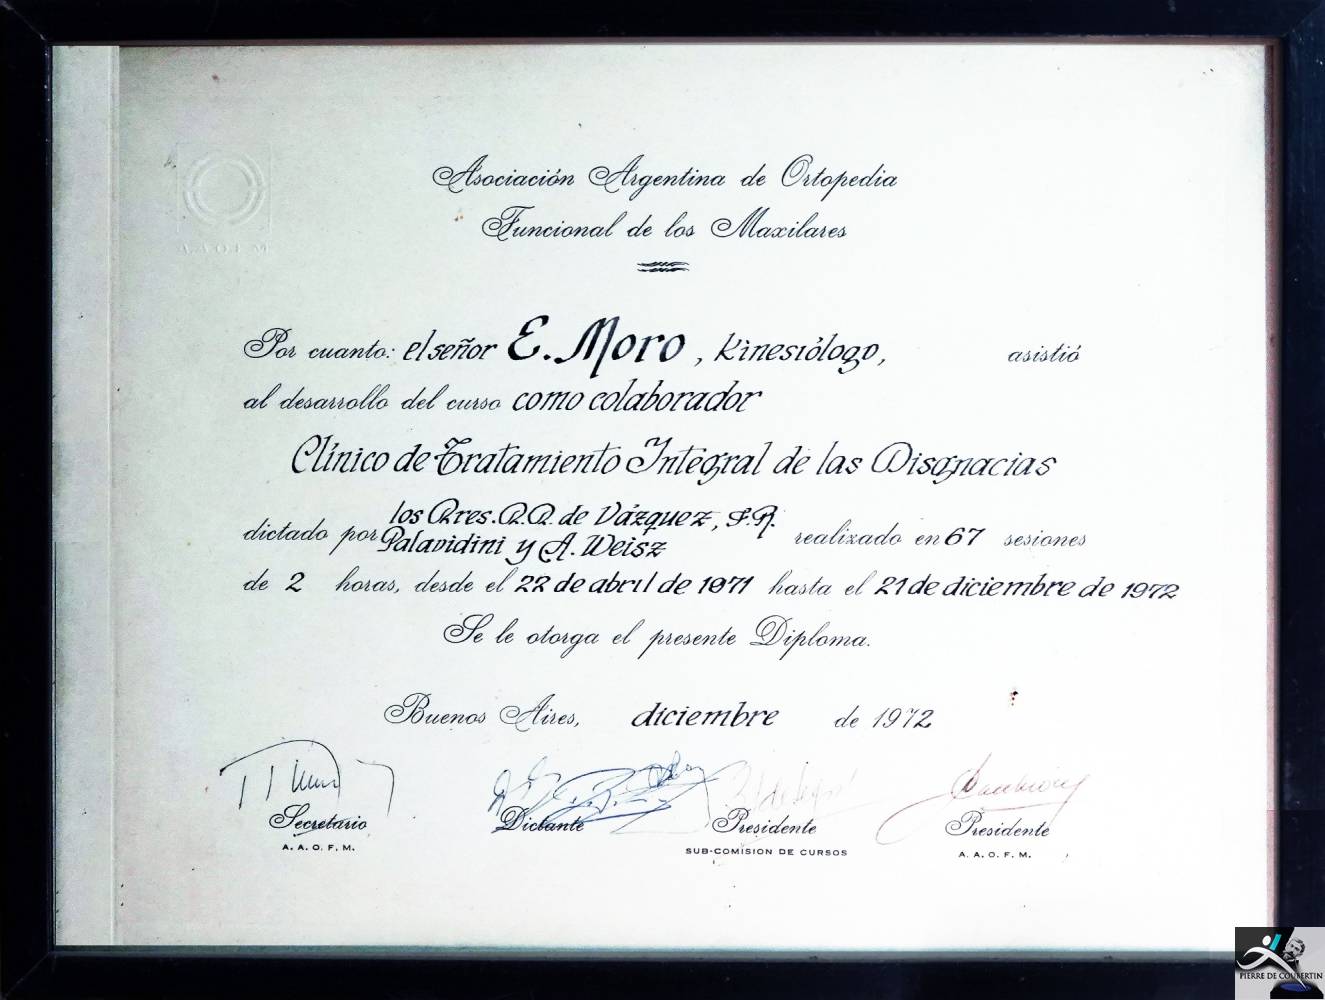 A.A.O.F.M
Asociación Argentina de Ortopedia
Funcional de los Maxilares
Por cuanto: el señor E. Moro, Kinesiólogo, asistió
al desarrollo del curso como colaborador
Clínico de Tratamiento Integral de las Disgnacias
dictado por los Dres. D.D. de Vázquez, F.R.
Palavidini y A. Weisz realizado en 67 sesiones
de 2 horas, desde el 22 de abril de 1971 hasta el 21 de diciembre de 1972
Se le otorga el presente Diploma.
Buenos Aires, diciembre de 1972
Secretario Dictante Presidente Presidente
A. A. O. F. M. SUB-COMISION DE CURSOS A. A. O. F. M.
PIERRE DE COUBERTIN